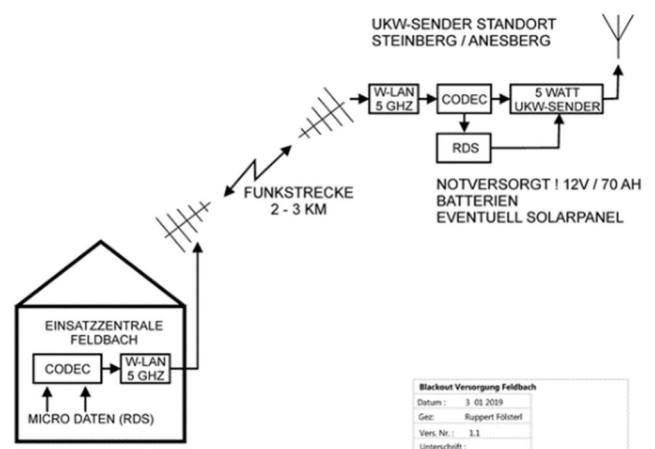 UKW-SENDER STANDORT
STEINBERG / ANESBERG
W-LAN
5 GHZ
CODEC
5 WATT
UKW-SENDER
RDS
NOTVERSORGT ! 12V / 70 AH
BATTERIEN
EVENTUELL SOLARPANEL
FUNKSTRECKE
2 - 3 KM
EINSATZZENTRALE
FELDBACH
CODEC
W-LAN
5 GHZ
MICRO DATEN (RDS)
Blackout Versorgung Feldbach
Datum : 3 01 2019
Gez: Ruppert Fölsterl
Vers. Nr. : 1.1
Unterschrift :